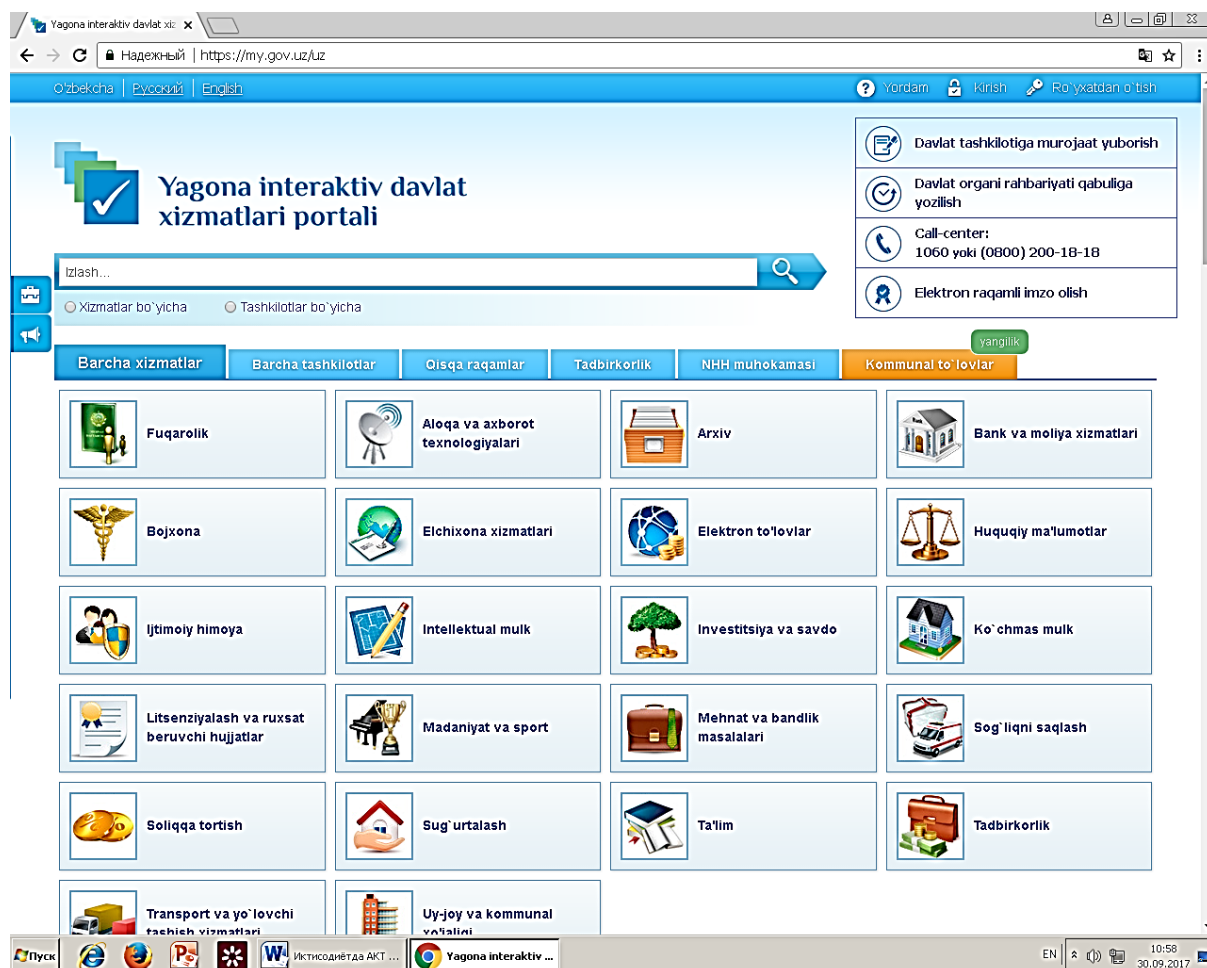 Yagona interaktiv davlat xiz
Надежный | https://my.gov.uz/uz
O'zbekcha | Русский | English
Yordam Kirish Ro`yxatdan o`tish
Davlat tashkilotiga murojaat yuborish
Yagona interaktiv davlat
xizmatlari portali
Davlat organi rahbariyati qabuliga
yozilish
Call-center:
1060 yoki (0800) 200-18-18
Elektron raqamli imzo olish
Izlash...
Xizmatlar bo`yicha Tashkilotlar bo`yicha
yangilik
Barcha xizmatlar Barcha tashkilotlar Qisqa raqamlar Tadbirkorlik NHH muhokamasi Kommunal to`lovlar
Fuqarolik
Aloqa va axborot
texnologiyalari
Arxiv
Bank va moliya xizmatlari
Bojxona
Elchixona xizmatlari
Elektron to'lovlar
Huquqiy ma'lumotlar
Ijtimoiy himoya
Intellektual mulk
Investitsiya va savdo
Ko`chmas mulk
Litsenziyalash va ruxsat
beruvchi hujjatlar
Madaniyat va sport
Mehnat va bandlik
masalalari
Sog`liqni saqlash
Soliqqa tortish
Sug`urtalash
Ta'lim
Tadbirkorlik
Transport va yo`lovchi
tashish xizmatlari
Uy-joy va kommunal
xo'jaligi
Пуск
Иктисодиётда АКТ ...
Yagona interaktiv ...
EN
10:58
30.09.2017